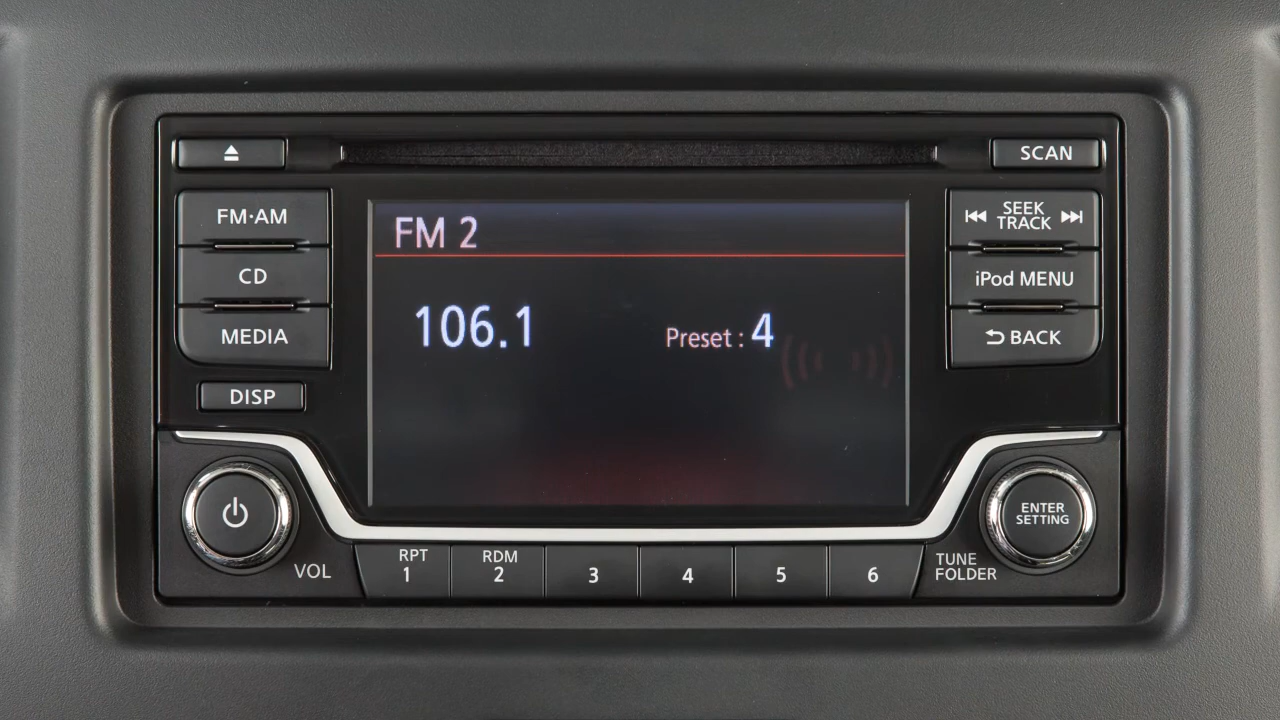 SCAN
FM·AM
SEEK
TRACK
FM 2
CD
iPod MENU
106.1
Preset : 4
MEDIA
BACK
DISP
ENTER
SETTING
VOL
RPT
1
RDM
2
3
4
5
6
TUNE
FOLDER